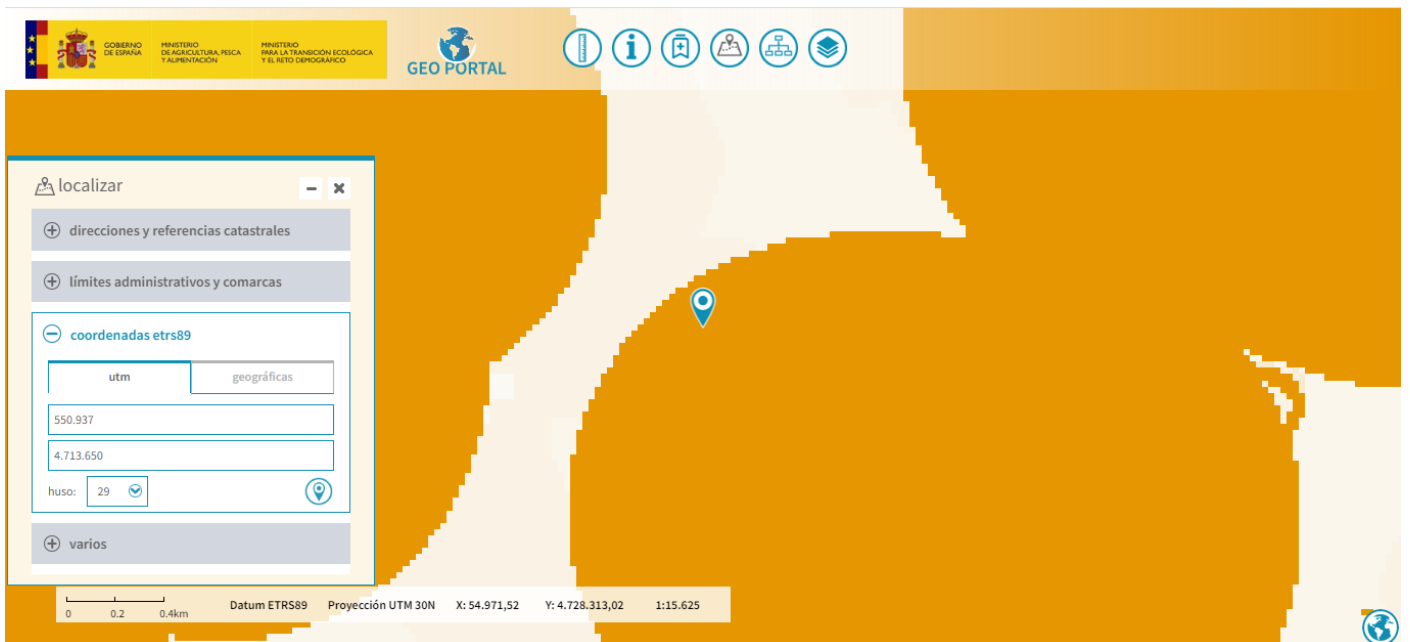 GOBIERNO
DE ESPAÑA
MINISTERIO
DE AGRICULTURA, PESCA
Y ALIMENTACIÓN
MINISTERIO
PARA LA TRANSICIÓN ECOLÓGICA
Y EL RETO DEMOGRÁFICO
GEO PORTAL
localizar
direcciones y referencias catastrales
límites administrativos y comarcas
coordenadas etrs89
utm geográficas
550.937
4.713.650
huso: 29
varios
0 0.2 0.4km Datum ETRS89 Proyección UTM 30N X: 54.971,52 Y: 4.728.313,02 1:15.625